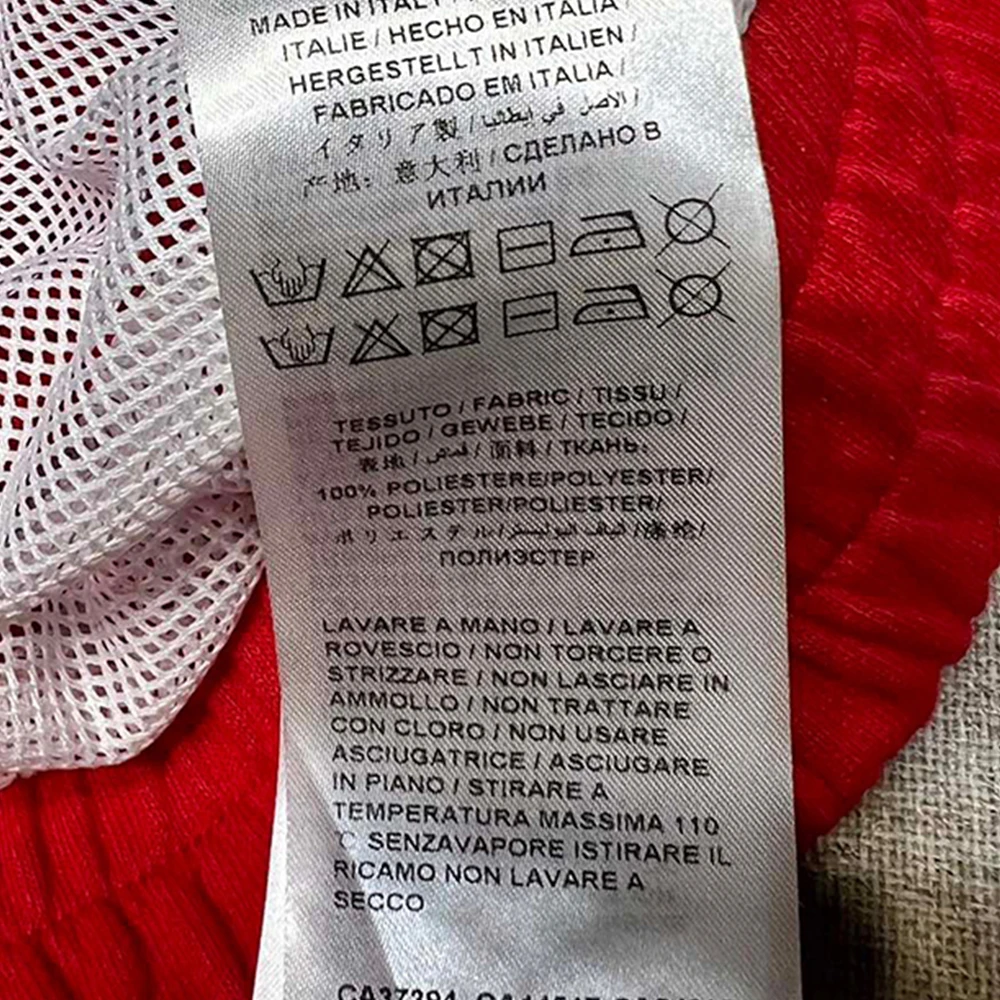 MADE IN ITALY /
ITALIE / HECHO EN ITALIA /
HERGESTELLT IN ITALIEN /
FABRICADO EM ITALIA /
イタリア製 / الاصل في ايطاليا /
产地: 意大利 / СДЕЛАНО В
ИТАЛИИ
TESSUTO / FABRIC / TISSU /
TEJIDO / GEWEBE / TECIDO /
表地 / / 面料 / ТКАНЬ:
100% POLIESTERE/POLYESTER/
POLIESTER/POLIESTER/
ポリエステル/ /涤纶/
ПОЛИЭСТЕР
LAVARE A MANO / LAVARE A
ROVESCIO / NON TORCERE O
STRIZZARE / NON LASCIARE IN
AMMOLLO / NON TRATTARE
CON CLORO / NON USARE
ASCIUGATRICE / ASCIUGARE
IN PIANO / STIRARE A
TEMPERATURA MASSIMA 110
°C SENZAVAPORE ISTIRARE IL
RICAMO NON LAVARE A
SECCO
CA37294